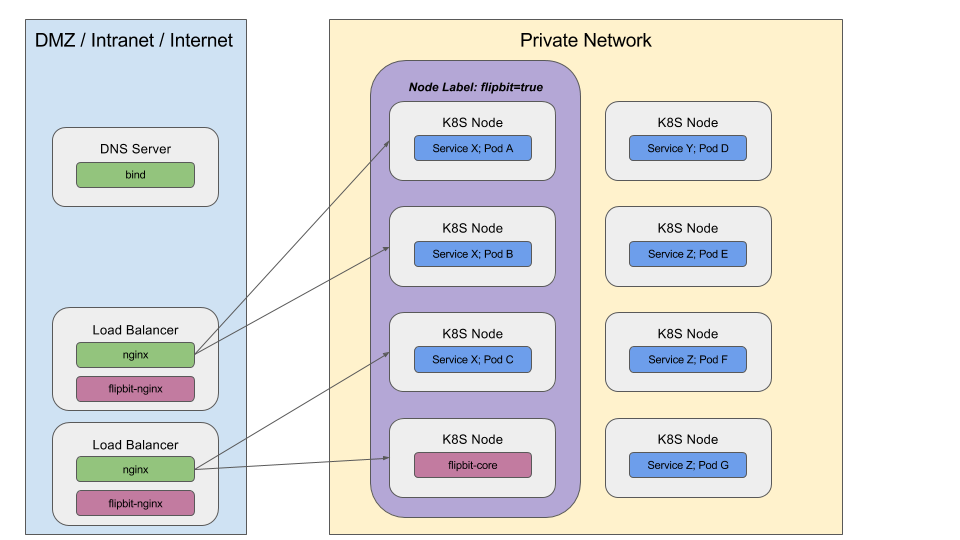 DMZ / Intranet / Internet
DNS Server
bind
Load Balancer
nginx
flipbit-nginx
Load Balancer
nginx
flipbit-nginx
Private Network
Node Label: flipbit=true
K8S Node
Service X; Pod A
K8S Node
Service X; Pod B
K8S Node
Service X; Pod C
K8S Node
flipbit-core
K8S Node
Service Y; Pod D
K8S Node
Service Z; Pod E
K8S Node
Service Z; Pod F
K8S Node
Service Z; Pod G